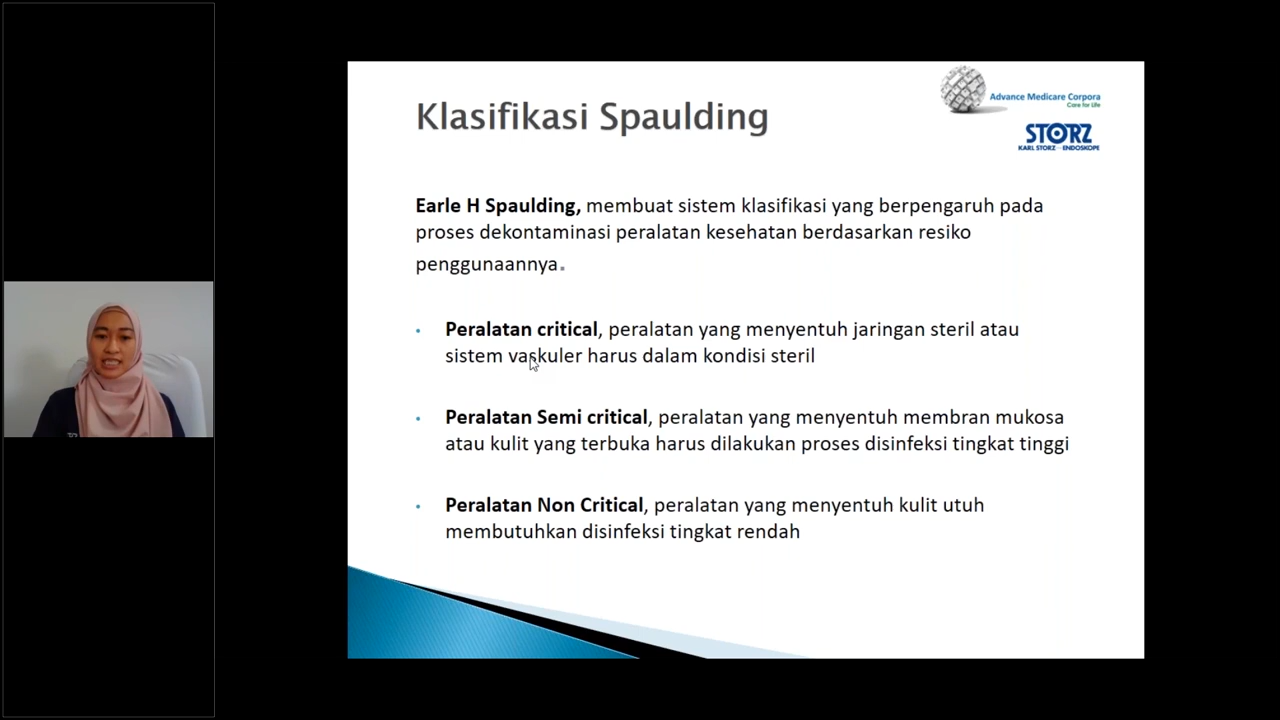 Klasifikasi Spaulding
Advance Medicare Corpora
Care for Life
STORZ
KARL STORZ - ENDOSKOPE
Earle H Spaulding, membuat sistem klasifikasi yang berpengaruh pada
proses dekontaminasi peralatan kesehatan berdasarkan resiko
penggunaannya.
• Peralatan critical, peralatan yang menyentuh jaringan steril atau
sistem vaskuler harus dalam kondisi steril
• Peralatan Semi critical, peralatan yang menyentuh membran mukosa
atau kulit yang terbuka harus dilakukan proses disinfeksi tingkat tinggi
• Peralatan Non Critical, peralatan yang menyentuh kulit utuh
membutuhkan disinfeksi tingkat rendah